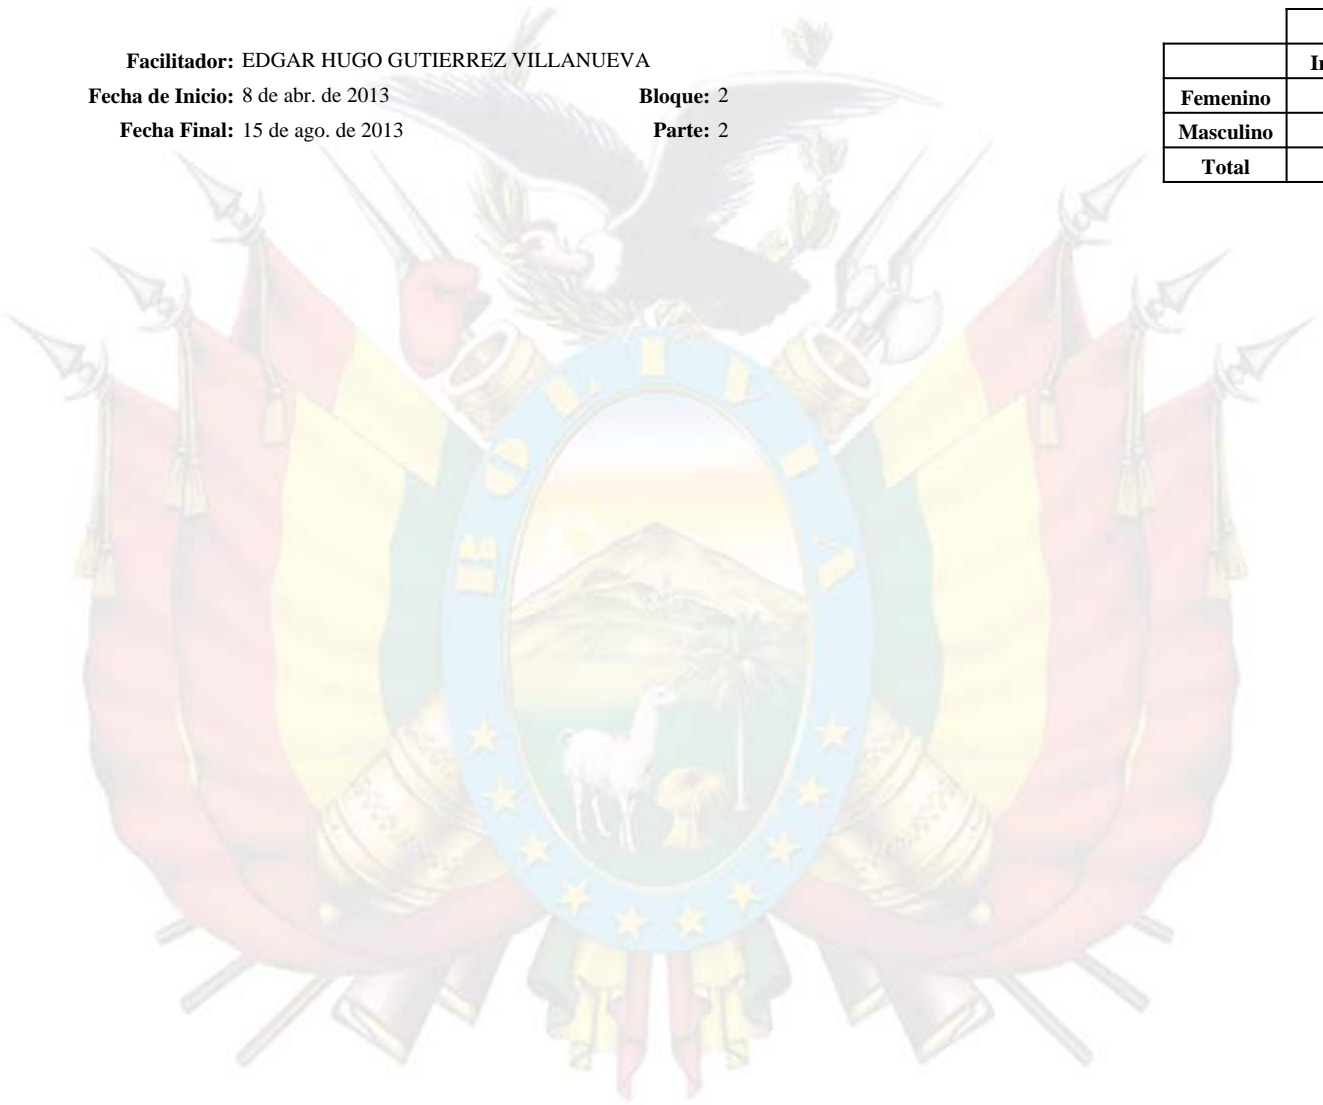 Facilitador: EDGAR HUGO GUTIERREZ VILLANUEVA
Fecha de Inicio: 8 de abr. de 2013 Bloque: 2
Fecha Final: 15 de ago. de 2013 Parte: 2
Femenino
Masculino
Total
BOLIVIA